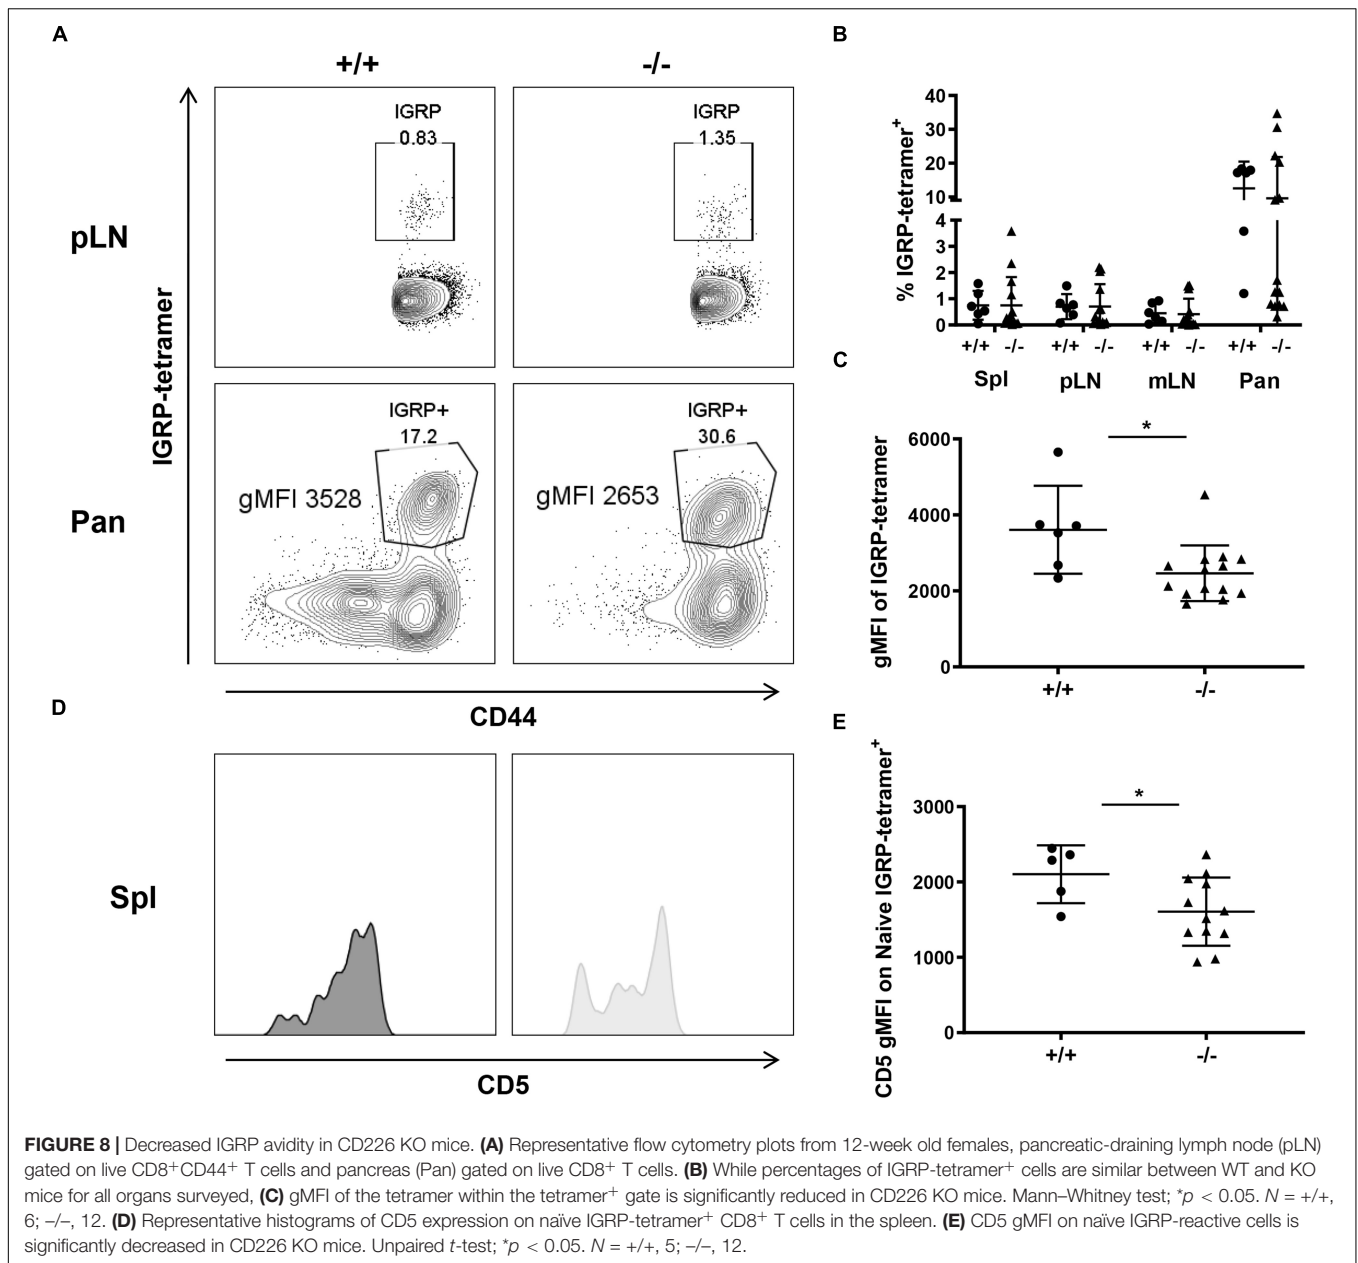 A
+/+
-/-
IGRP
0.83
IGRP
1.35
pLN
IGRP-tetramer
IGRP+
17.2
gMFI 3528
IGRP+
30.6
gMFI 2653
Pan
CD44
B
% IGRP-tetramer+
40
30
20
10
4
3
2
1
0
+/+ -/- +/+ -/- +/+ -/- +/+ -/-
Spl pLN mLN Pan
C
gMFI of IGRP-tetramer
6000
4000
2000
0
*
+/+ -/-
D
Spl
CD5
E
CD5 gMFI on Naive IGRP-tetramer+
3000
2000
1000
0
*
+/+ -/-
FIGURE 8 | Decreased IGRP avidity in CD226 KO mice. (A) Representative flow cytometry plots from 12-week old females, pancreatic-draining lymph node (pLN)
gated on live CD8+CD44+ T cells and pancreas (Pan) gated on live CD8+ T cells. (B) While percentages of IGRP-tetramer+ cells are similar between WT and KO
mice for all organs surveyed, (C) gMFI of the tetramer within the tetramer+ gate is significantly reduced in CD226 KO mice. Mann–Whitney test; *p < 0.05. N = +/+,
6; –/–, 12. (D) Representative histograms of CD5 expression on naïve IGRP-tetramer+ CD8+ T cells in the spleen. (E) CD5 gMFI on naïve IGRP-reactive cells is
significantly decreased in CD226 KO mice. Unpaired t-test; *p < 0.05. N = +/+, 5; –/–, 12.